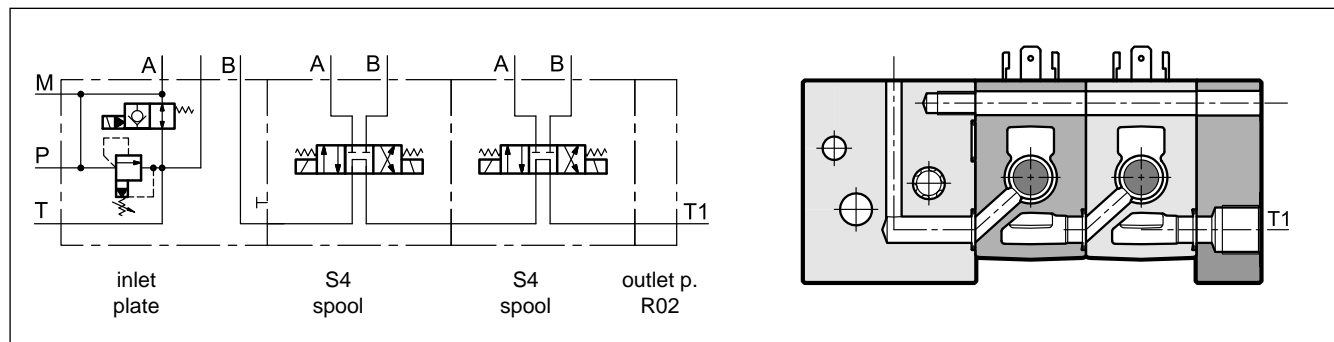 A B A B A B
M
P
T
T1
T1
inlet
plate
S4
spool
S4
spool
outlet p.
R02